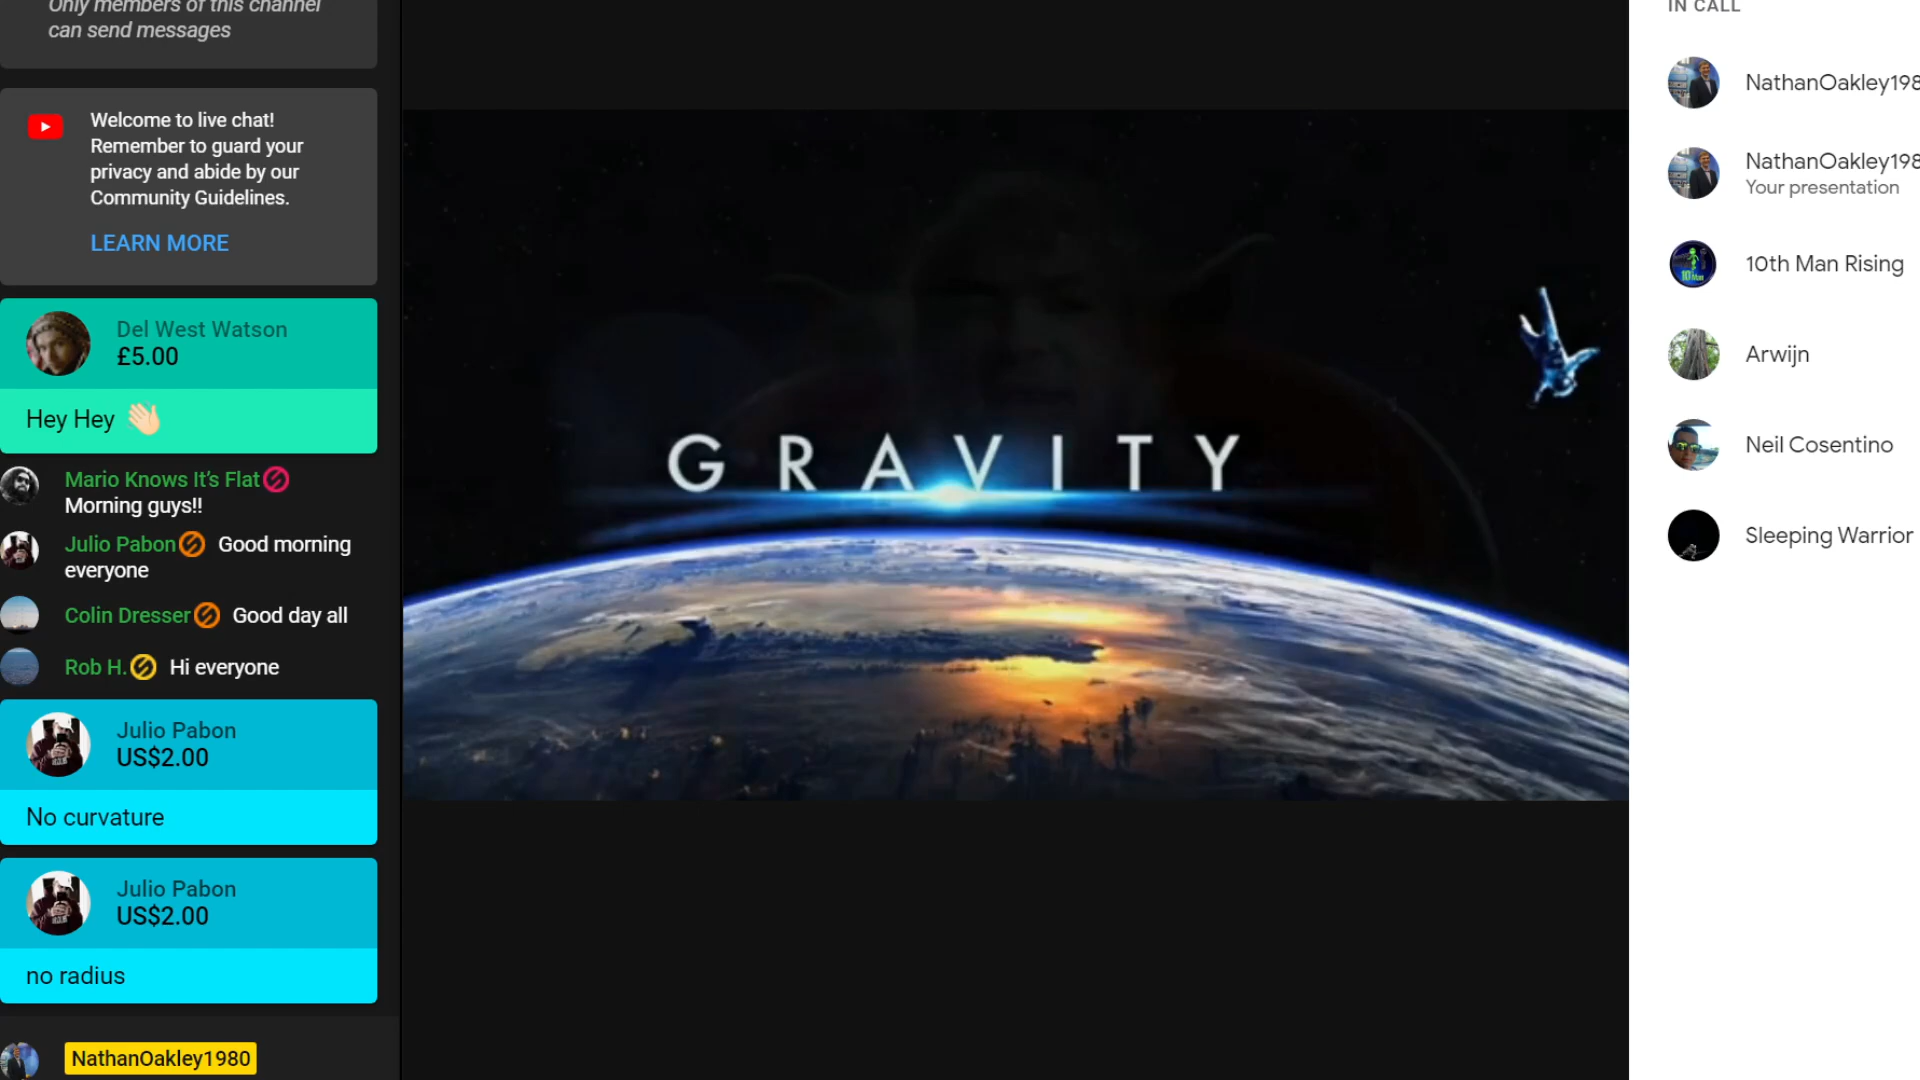 Only members of this channel
can send messages
Welcome to live chat!
Remember to guard your
privacy and abide by our
Community Guidelines.
LEARN MORE
Del West Watson
£5.00
Hey Hey 👋🏻
Mario Knows It’s Flat
Morning guys!!
Julio Pabon Good morning
everyone
Colin Dresser Good day all
Rob H. Hi everyone
Julio Pabon
US$2.00
No curvature
Julio Pabon
US$2.00
no radius
NathanOakley1980
GRAVITY
IN CALL
NathanOakley198
NathanOakley198
Your presentation
10th Man Rising
Arwijn
Neil Cosentino
Sleeping Warrior